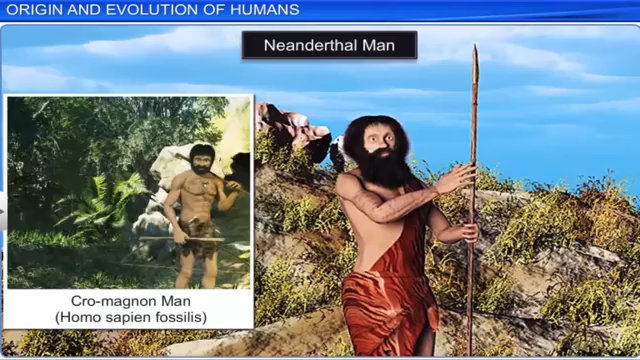 ORIGIN AND EVOLUTION OF HUMANS
Neanderthal Man
Cro-magnon Man
(Homo sapien fossilis)